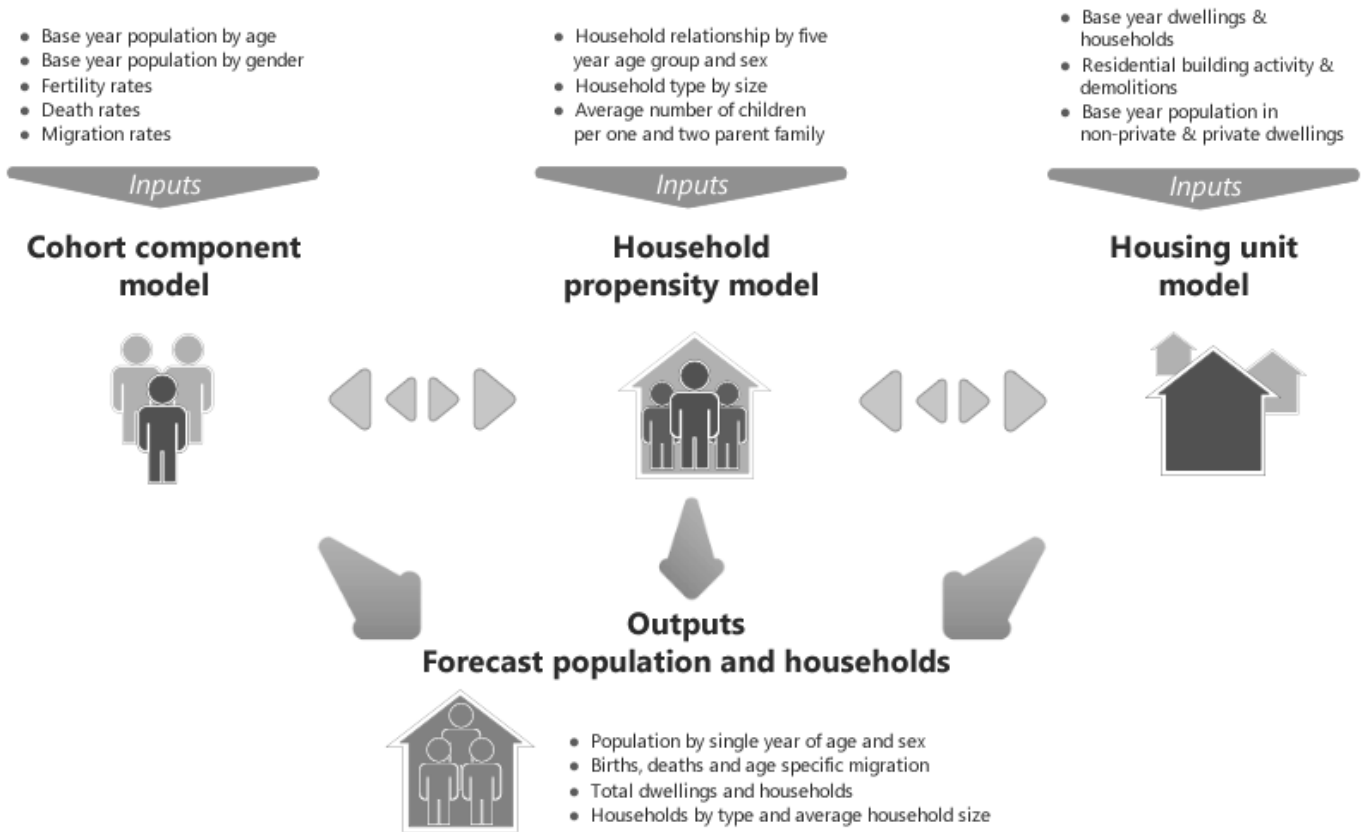 • Base year population by age
• Base year population by gender
• Fertility rates
• Death rates
• Migration rates
Inputs
Cohort component
model
• Household relationship by five
year age group and sex
• Household type by size
• Average number of children
per one and two parent family
Inputs
Household
propensity model
• Base year dwellings &
households
• Residential building activity &
demolitions
• Base year population in
non-private & private dwellings
Inputs
Housing unit
model
Outputs
Forecast population and households
• Population by single year of age and sex
• Births, deaths and age specific migration
• Total dwellings and households
• Households by type and average household size